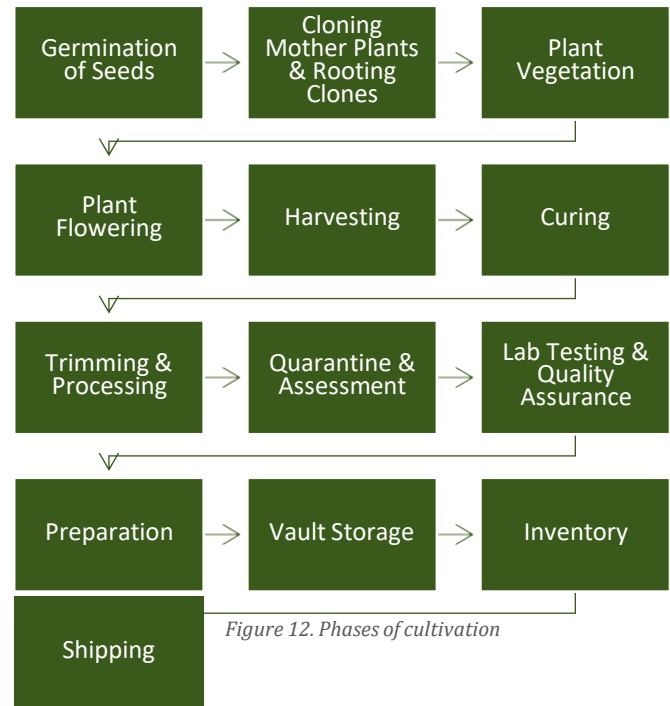 Germination
of Seeds
Cloning
Mother Plants
& Rooting
Clones
Plant
Vegetation
Plant
Flowering
Harvesting
Curing
Trimming &
Processing
Quarantine &
Assessment
Lab Testing &
Quality
Assurance
Preparation
Vault Storage
Inventory
Shipping
Figure 12. Phases of cultivation